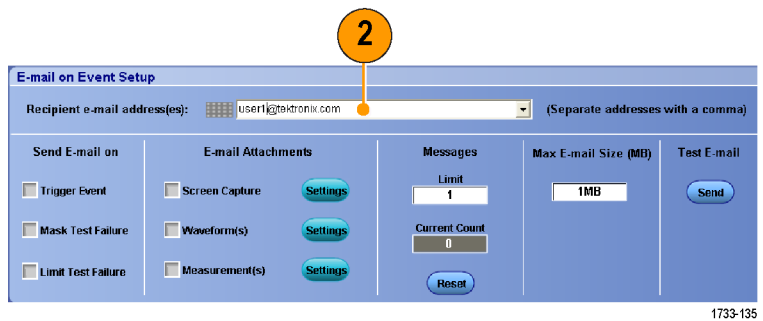 2
E-mail on Event Setup
Recipient e-mail address(es): user1@tektronix.com (Separate addresses with a comma)
Send E-mail on E-mail Attachments Messages Max E-mail Size (MB) Test E-mail
Limit
Trigger Event Screen Capture Settings 1 1MB Send
Mask Test Failure Waveform(s) Settings Current Count
0
Limit Test Failure Measurement(s) Settings Reset
1733-135